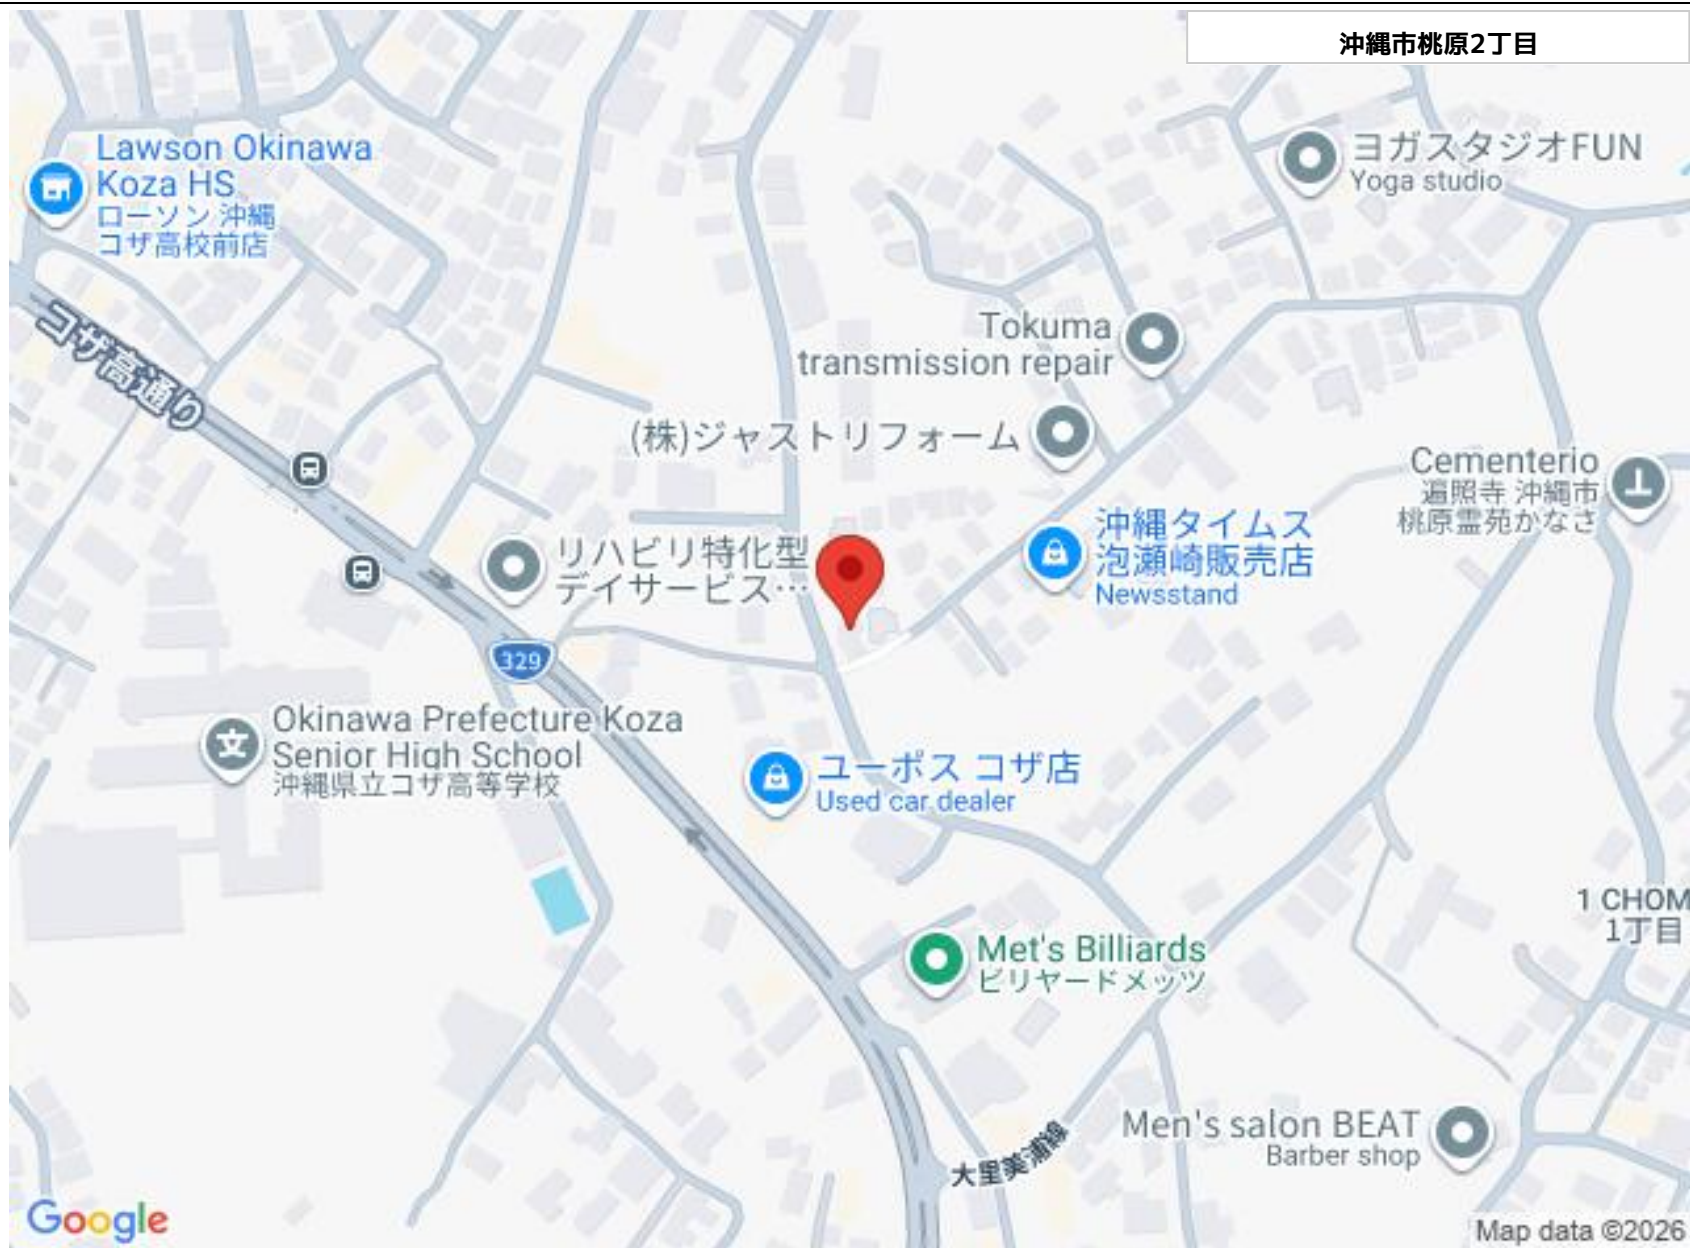 沖縄市桃原2丁目
Lawson Okinawa
Koza HS
ローソン 沖縄
コザ高校前店
ヨガスタジオFUN
Yoga studio
コザ高通り
Tokuma
transmission repair
(株)ジャストリフォーム
Cementerio
遍照寺 沖縄市
桃原霊苑かなさ
沖縄タイムス
泡瀬崎販売店
Newsstand
リハビリ特化型
デイサービス…
329
文
Okinawa Prefecture Koza
Senior High School
沖縄県立コザ高等学校
ユーポス コザ店
Used car dealer
1 CHOM
1丁目
Met's Billiards
ビリヤードメッツ
Men's salon BEAT
Barber shop
大里美浦線
Google
Map data ©2026